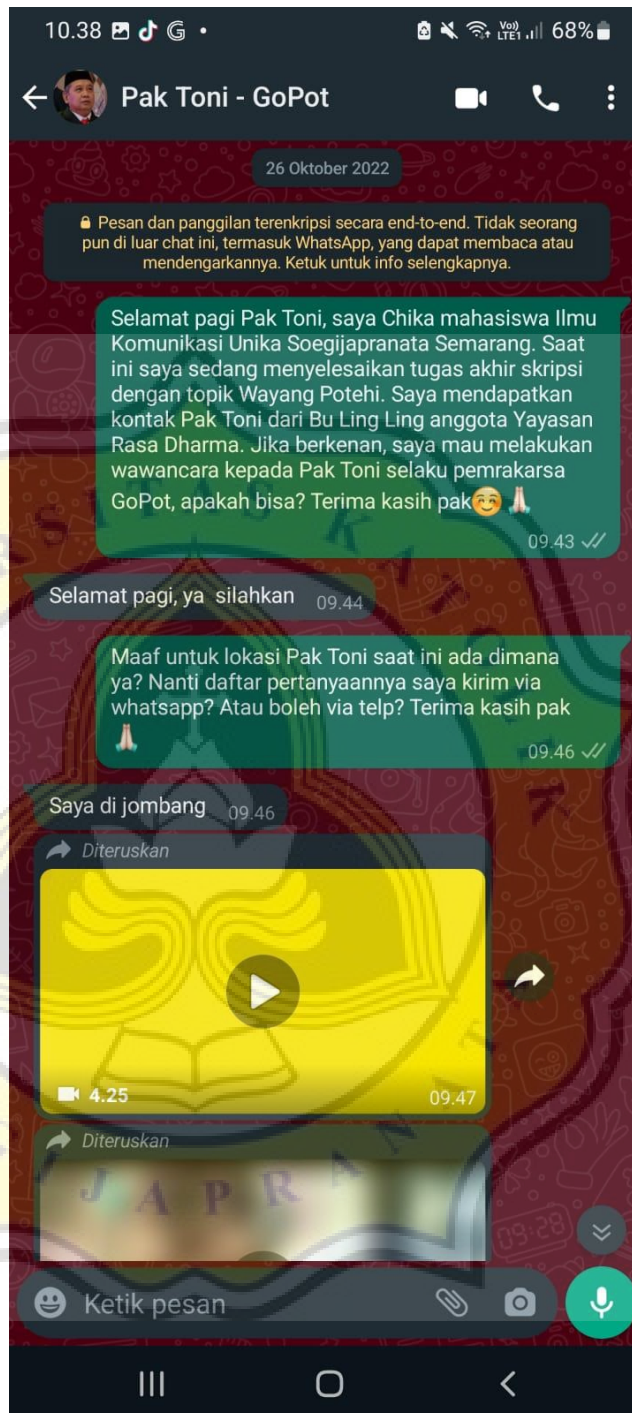 10.38 68%
Pak Toni - GoPot
26 Oktober 2022
Pesan dan panggilan terenkripsi secara end-to-end. Tidak seorang
pun di luar chat ini, termasuk WhatsApp, yang dapat membaca atau
mendengarkannya. Ketuk untuk info selengkapnya.
Selamat pagi Pak Toni, saya Chika mahasiswa Ilmu
Komunikasi Unika Soegijapranata Semarang. Saat
ini saya sedang menyelesaikan tugas akhir skripsi
dengan topik Wayang Potehi. Saya mendapatkan
kontak Pak Toni dari Bu Ling Ling anggota Yayasan
Rasa Dharma. Jika berkenan, saya mau melakukan
wawancara kepada Pak Toni selaku pemrakarsa
GoPot, apakah bisa? Terima kasih pak☺️🙏🏻
09.43
Selamat pagi, ya silahkan 09.44
Maaf untuk lokasi Pak Toni saat ini ada dimana
ya? Nanti daftar pertanyaannya saya kirim via
whatsapp? Atau boleh via telp? Terima kasih pak
🙏🏻
09.46
Saya di jombang 09.46
Diteruskan
4.25 09.47
Diteruskan
09.28
Ketik pesan